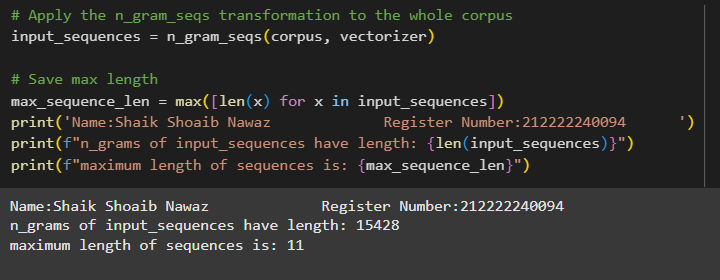 # Apply the n_gram_seqs transformation to the whole corpus
input_sequences = n_gram_seqs(corpus, vectorizer)
# Save max length
max_sequence_len = max([len(x) for x in input_sequences])
print('Name:Shaik Shoaib Nawaz            Register Number:212222240094      ')
print(f"n_grams of input_sequences have length: {len(input_sequences)}")
print(f"maximum length of sequences is: {max_sequence_len}")
Name:Shaik Shoaib Nawaz            Register Number:212222240094
n_grams of input_sequences have length: 15428
maximum length of sequences is: 11